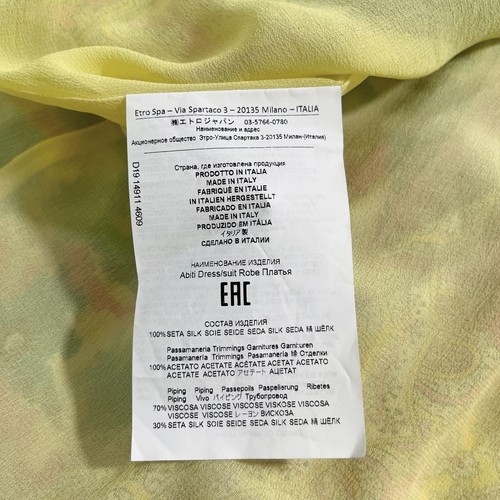 Etro Spa – Via Spartaco 3 – 20135 Milano – ITALIA
㈱エトロジャパン 03-5766-0780
Наименование и адрес
Акционерное общество Этро-Улица Спартака 3-20135 Милан-(Италия)
D19 14911 4609
Страна, где изготовлена продукция
PRODOTTO IN ITALIA
MADE IN ITALY
FABRIQUÉ EN ITALIE
IN ITALIEN HERGESTELLT
FABRICADO EN ITALIA
MADE IN ITALY
PRODUZIDO EM ITÁLIA
イタリア製
СДЕЛАНО В ИТАЛИИ
НАИМЕНОВАНИЕ ИЗДЕЛИЯ
Abiti Dress/suit Robe Платья
EAC
СОСТАВ ИЗДЕЛИЯ
100% SETA SILK SOIE SEIDE SEDA SILK SEDA 絹 ШЁЛК
Passamaneria Trimmings Garnitures Garnituren
Pasamaneria Trimmings Pasamaneria 縁 Отделки
100% ACETATO ACETATE ACÉTATE ACETAT ACETATO
ACETATE ACETATO アセテート АЦЕТАТ
Piping Piping Passepoils Paspelierung Ribetes
Piping Vivo パイピング Трубопровод
70% VISCOSA VISCOSE VISCOSE VISKOSE VISCOSA
VISCOSE VISCOSE レーヨン ВИСКОЗА
30% SETA SILK SOIE SEIDE SEDA SILK SEDA 絹 ШЁЛК